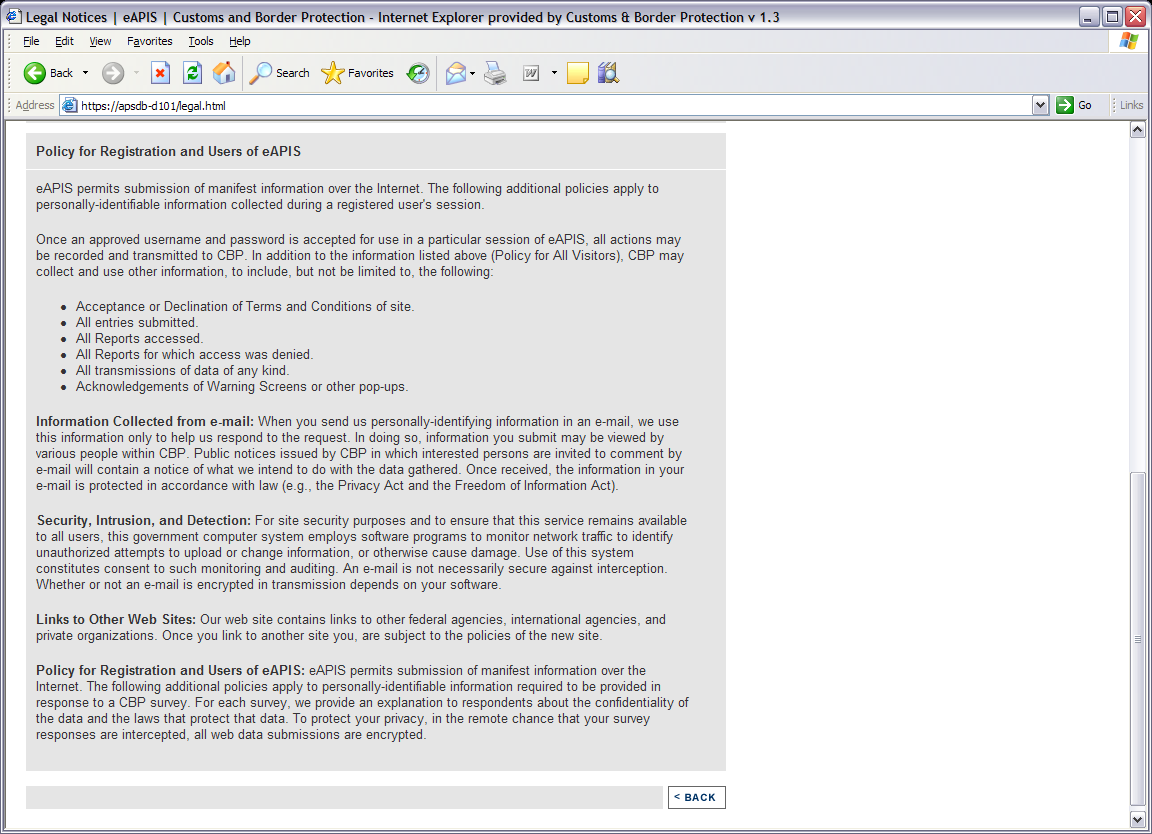 Legal Notices | eAPIS | Customs and Border Protection - Internet Explorer provided by Customs & Border Protection v 1.3
File Edit View Favorites Tools Help
Back Search Favorites
Address https://apsdb-d101/legal.html Go Links
Policy for Registration and Users of eAPIS
eAPIS permits submission of manifest information over the Internet. The following additional policies apply to
personally-identifiable information collected during a registered user's session.
Once an approved username and password is accepted for use in a particular session of eAPIS, all actions may
be recorded and transmitted to CBP. In addition to the information listed above (Policy for All Visitors), CBP may
collect and use other information, to include, but not be limited to, the following:
• Acceptance or Declination of Terms and Conditions of site.
• All entries submitted.
• All Reports accessed.
• All Reports for which access was denied.
• All transmissions of data of any kind.
• Acknowledgements of Warning Screens or other pop-ups.
Information Collected from e-mail: When you send us personally-identifying information in an e-mail, we use
this information only to help us respond to the request. In doing so, information you submit may be viewed by
various people within CBP. Public notices issued by CBP in which interested persons are invited to comment by
e-mail will contain a notice of what we intend to do with the data gathered. Once received, the information in your
e-mail is protected in accordance with law (e.g., the Privacy Act and the Freedom of Information Act).
Security, Intrusion, and Detection: For site security purposes and to ensure that this service remains available
to all users, this government computer system employs software programs to monitor network traffic to identify
unauthorized attempts to upload or change information, or otherwise cause damage. Use of this system
constitutes consent to such monitoring and auditing. An e-mail is not necessarily secure against interception.
Whether or not an e-mail is encrypted in transmission depends on your software.
Links to Other Web Sites: Our web site contains links to other federal agencies, international agencies, and
private organizations. Once you link to another site you, are subject to the policies of the new site.
Policy for Registration and Users of eAPIS: eAPIS permits submission of manifest information over the
Internet. The following additional policies apply to personally-identifiable information required to be provided in
response to a CBP survey. For each survey, we provide an explanation to respondents about the confidentiality of
the data and the laws that protect that data. To protect your privacy, in the remote chance that your survey
responses are intercepted, all web data submissions are encrypted.
< BACK